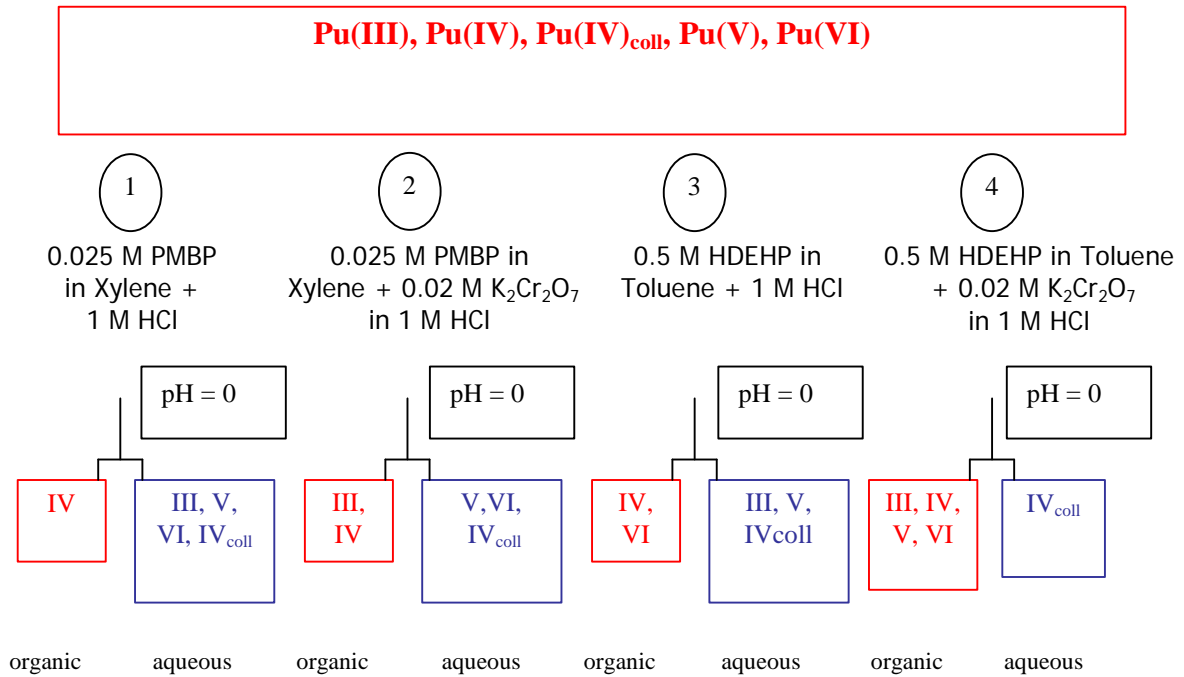 Pu(III), Pu(IV), Pu(IV)coll, Pu(V), Pu(VI)
1
2
3
4
0.025 M PMBP
in Xylene +
1 M HCl
0.025 M PMBP in
Xylene + 0.02 M K₂Cr₂O₇
in 1 M HCl
0.5 M HDEHP in
Toluene + 1 M HCl
0.5 M HDEHP in Toluene
+ 0.02 M K₂Cr₂O₇
in 1 M HCl
pH = 0
pH = 0
pH = 0
pH = 0
IV
III, V,
VI, IVcoll
III,
IV
V,VI,
IVcoll
IV,
VI
III, V,
IVcoll
III, IV,
V, VI
IVcoll
organic
aqueous
organic
aqueous
organic
aqueous
organic
aqueous